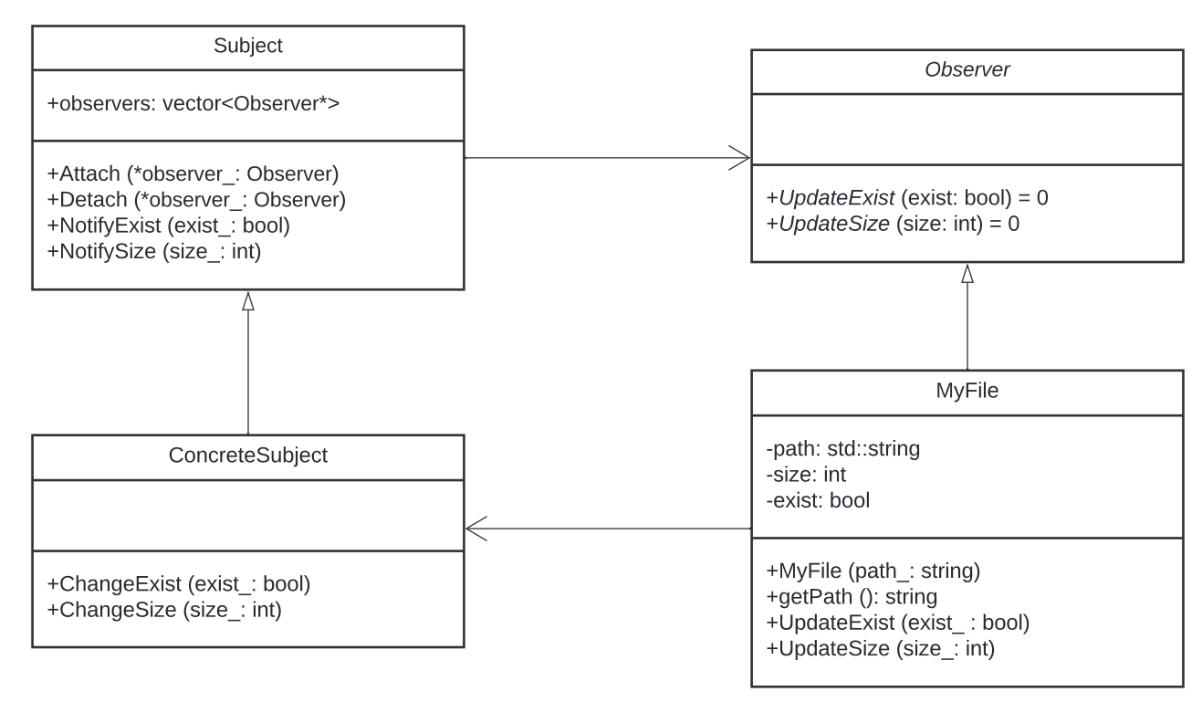 Subject
+observers: vector<Observer*>
+Attach (*observer_: Observer)
+Detach (*observer_: Observer)
+NotifyExist (exist_: bool)
+NotifySize (size_: int)
Observer
+UpdateExist (exist: bool) = 0
+UpdateSize (size: int) = 0
ConcreteSubject
+ChangeExist (exist_: bool)
+ChangeSize (size_: int)
MyFile
-path: std::string
-size: int
-exist: bool
+MyFile (path_: string)
+getPath (): string
+UpdateExist (exist_ : bool)
+UpdateSize (size_: int)